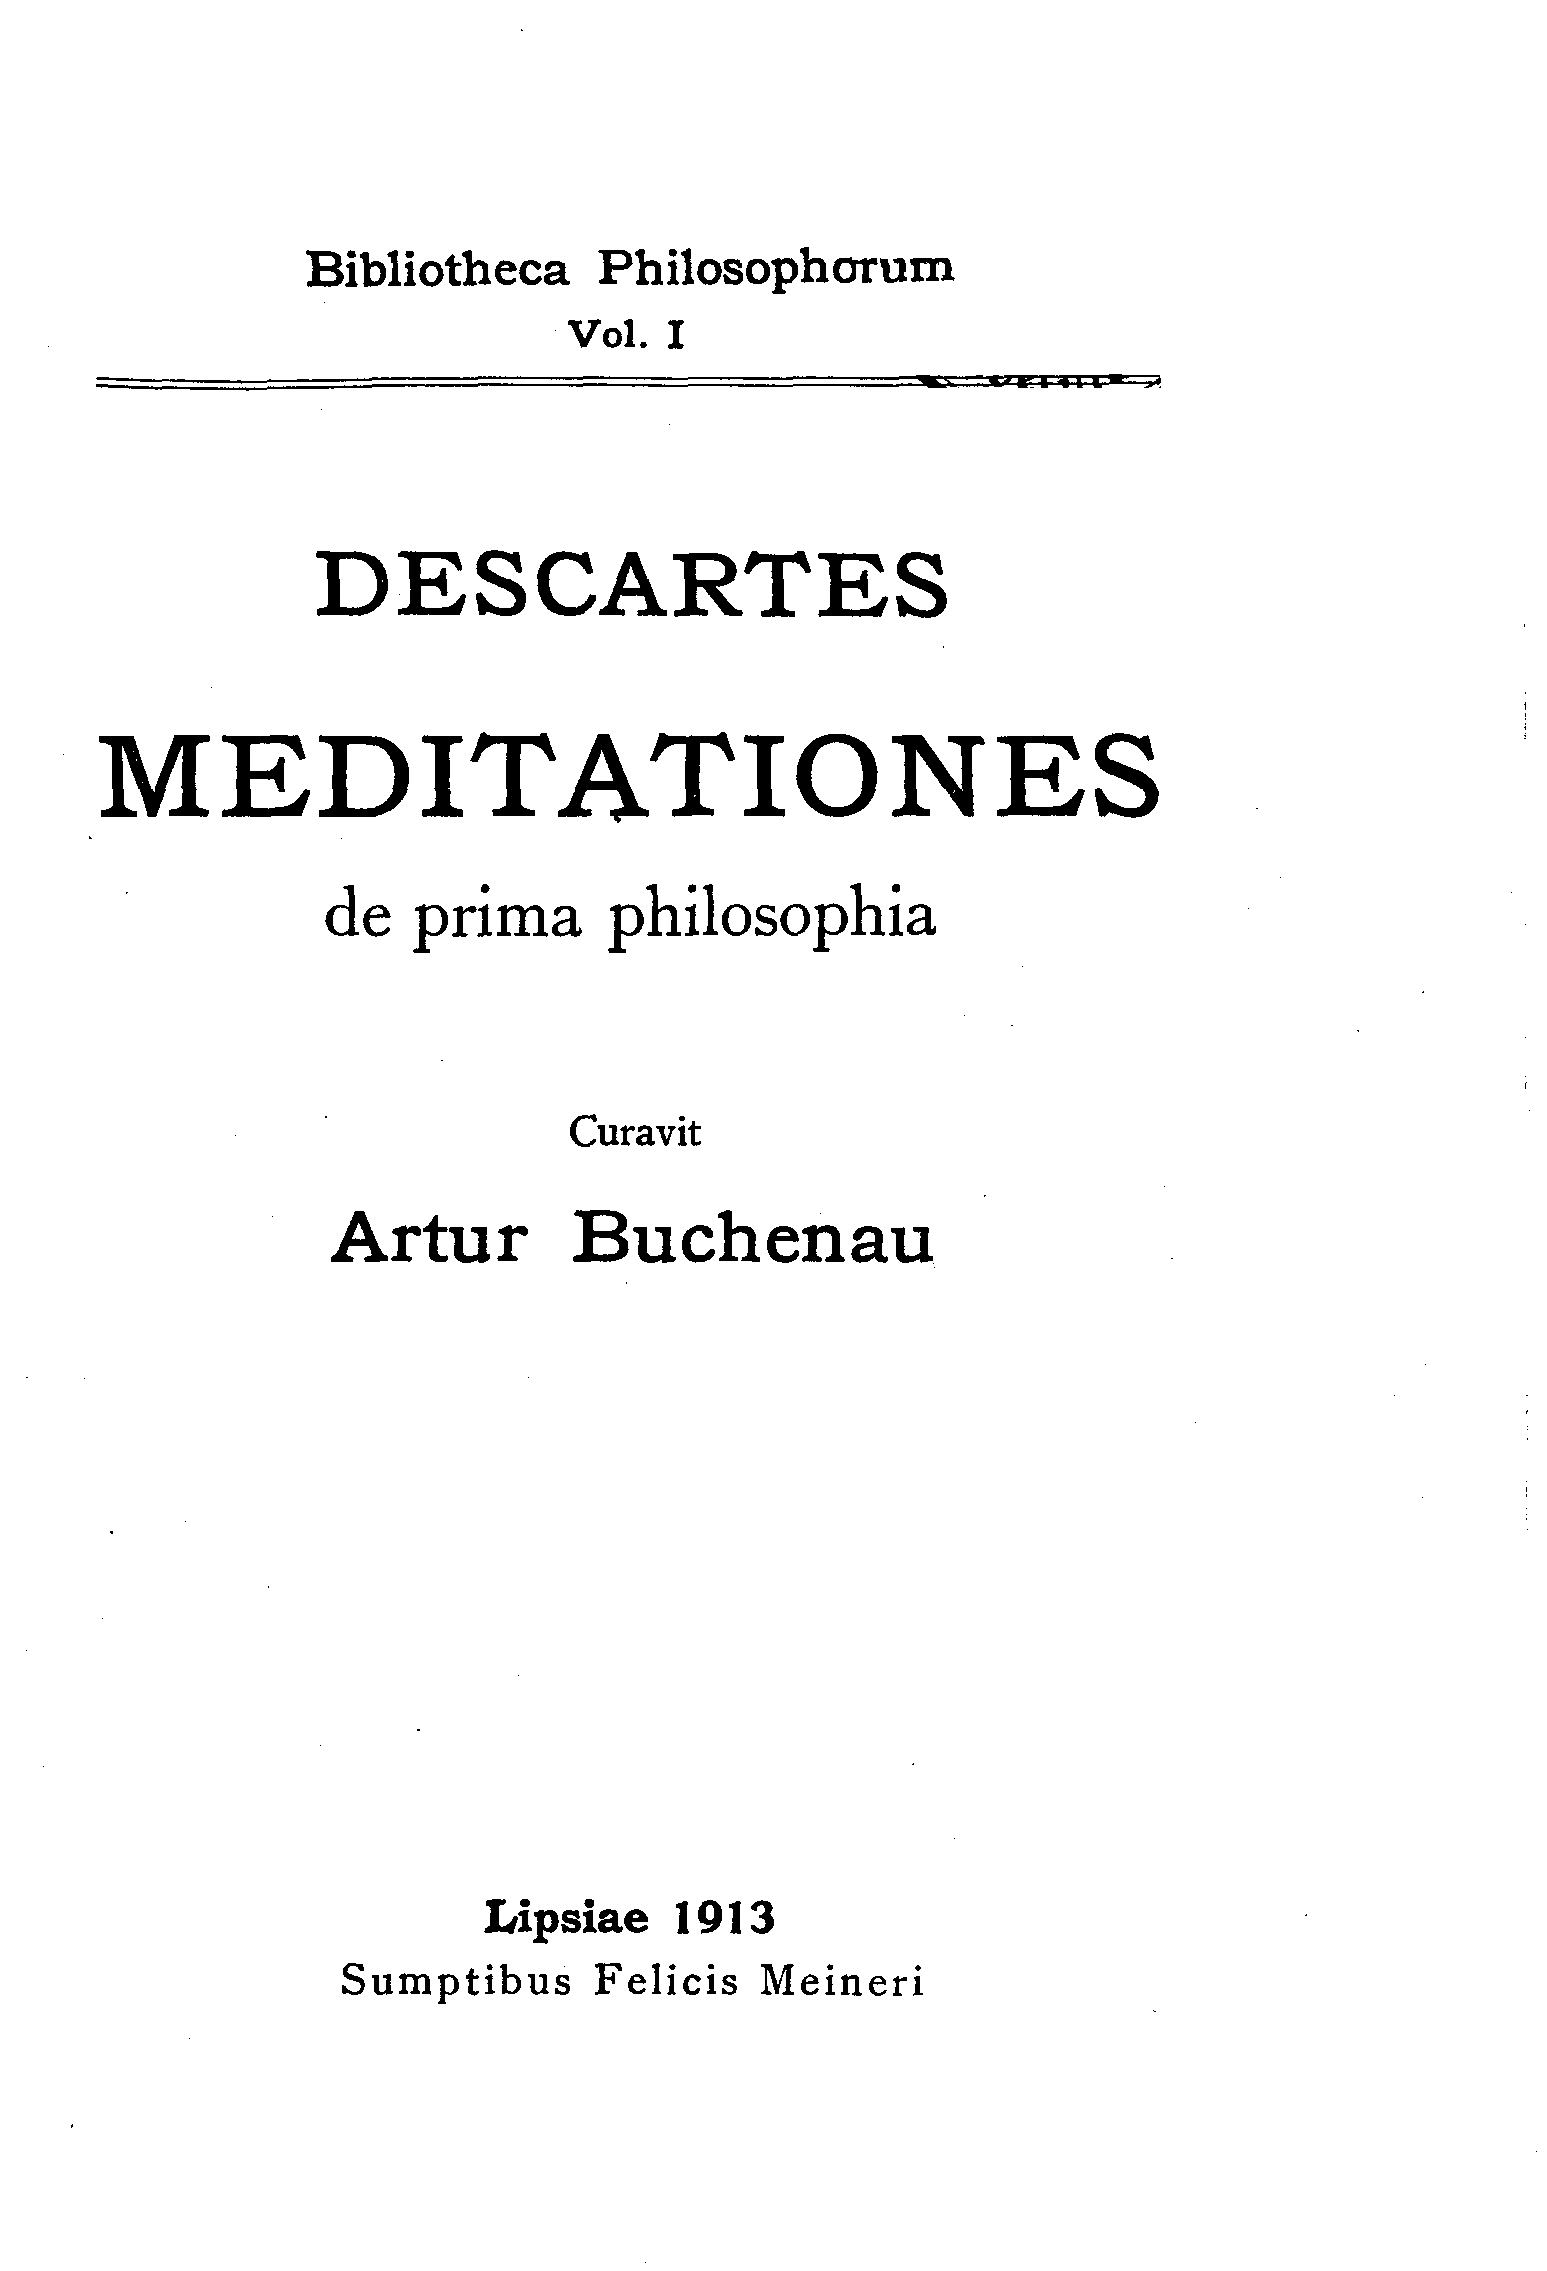 Bibliotheca Philosophorum
Vol. I
DESCARTES
MEDITATIONES
de prima philosophia
Curavit
Artur Buchenau
Lipsiae 1913
Sumptibus Felicis Meineri